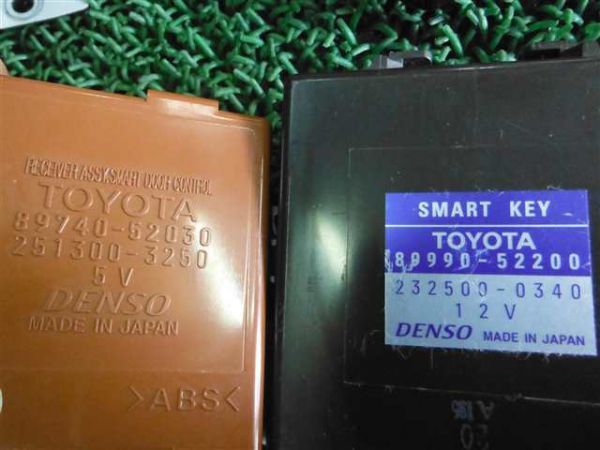 RECEIVER ASSY,SMART DOOR CONTROL
TOYOTA
89740-52030
251300-3250
5V
DENSO
MADE IN JAPAN
>ABS<
SMART KEY
TOYOTA
89990-52200
232500-0340
12V
DENSO MADE IN JAPAN